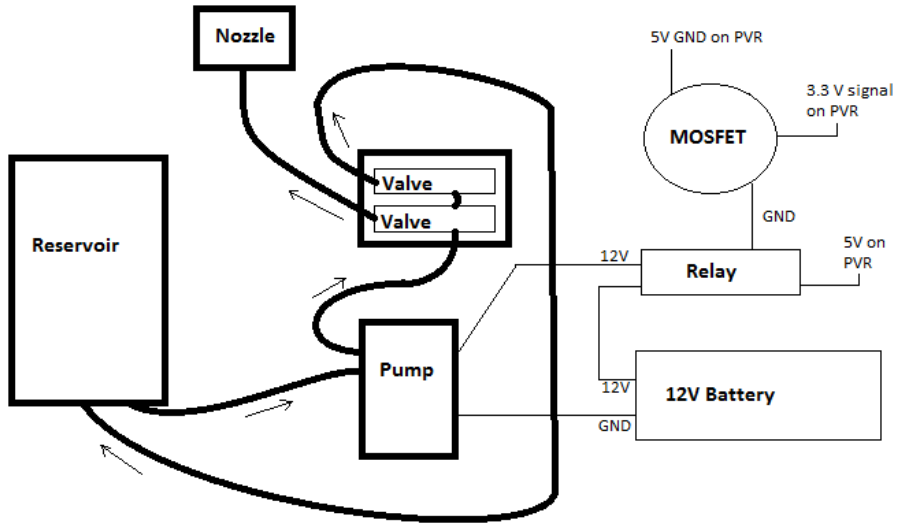 Nozzle
5V GND on PVR
3.3 V signal
on PVR
MOSFET
Valve
Valve
Reservoir
GND
12V
Relay
5V on
PVR
Pump
12V
12V Battery
GND